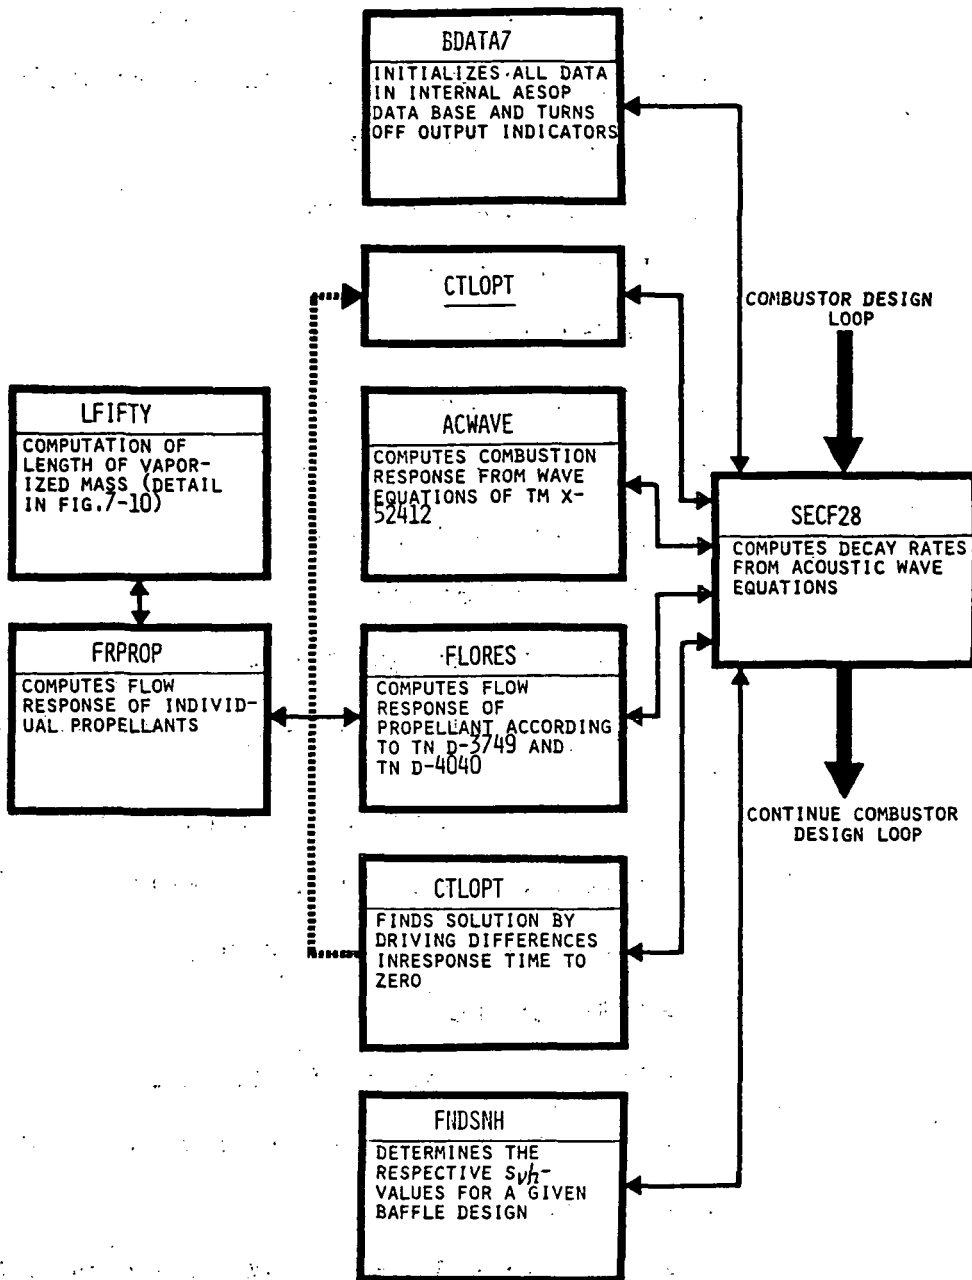 BDATA7
INITIALIZES ALL DATA
IN INTERNAL AESOP
DATA BASE AND TURNS
OFF OUTPUT INDICATORS
CTLOPT
COMBUSTOR DESIGN
LOOP
LFIFTY
COMPUTATION OF
LENGTH OF VAPOR-
IZED MASS (DETAIL
IN FIG.7-10)
ACWAVE
COMPUTES COMBUSTION
RESPONSE FROM WAVE
EQUATIONS OF TM X-
52412
SECF28
COMPUTES DECAY RATES
FROM ACOUSTIC WAVE
EQUATIONS
FRPROP
COMPUTES FLOW
RESPONSE OF INDIVID-
UAL PROPELLANTS
FLORES
COMPUTES FLOW
RESPONSE OF
PROPELLANT ACCORDING
TO TN D-3749 AND
TN D-4040
CONTINUE COMBUSTOR
DESIGN LOOP
CTLOPT
FINDS SOLUTION BY
DRIVING DIFFERENCES
INRESPONSE TIME TO
ZERO
FNDSNH
DETERMINES THE
RESPECTIVE Sνh-
VALUES FOR A GIVEN
BAFFLE DESIGN